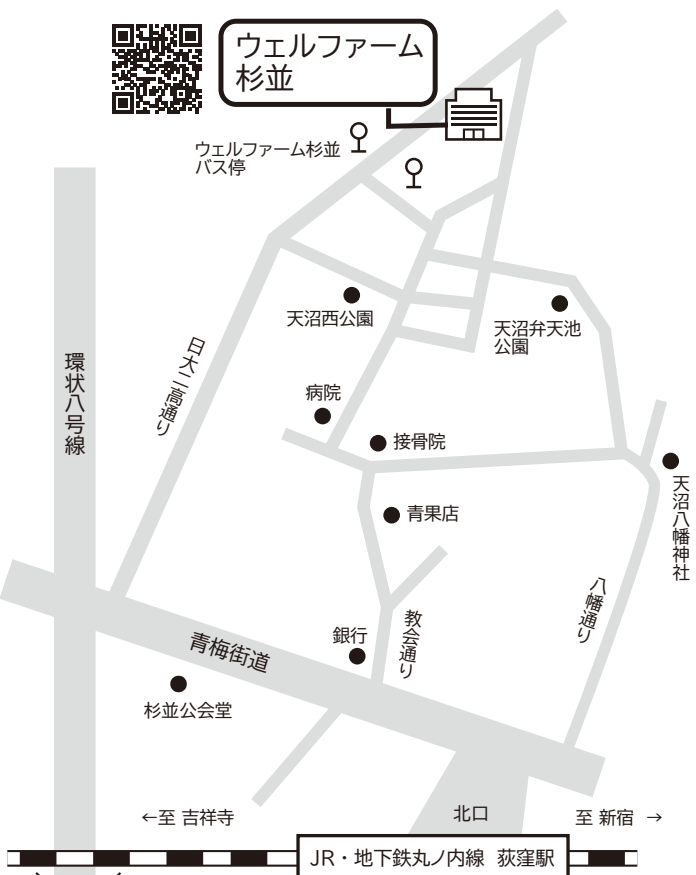 ウェルファーム
杉並
ウェルファーム杉並
バス停
天沼西公園
天沼弁天池
公園
日大二高通り
環状八号線
病院
接骨院
天沼八幡神社
青果店
八幡通り
教会通り
銀行
青梅街道
杉並公会堂
←至 吉祥寺
北口
至 新宿 →
JR・地下鉄丸ノ内線 荻窪駅